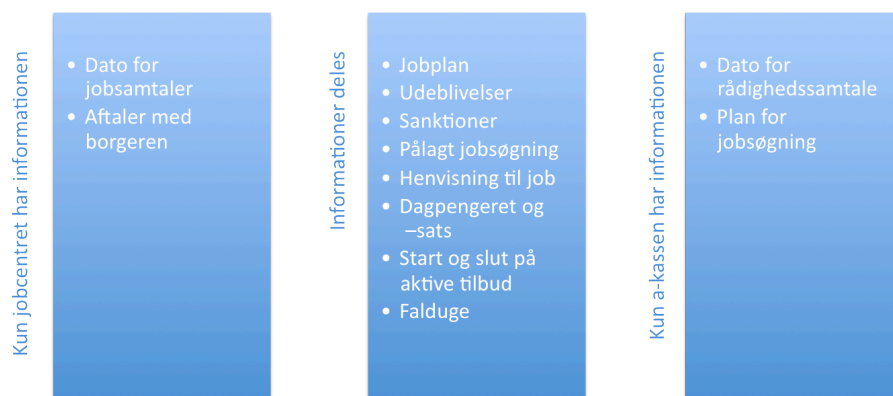 Kun jobcentret har informationen
• Dato for
jobsamtaler
• Aftaler med
borgeren
Informationer deles
• Jobplan
• Udeblivelser
• Sanktioner
• Pålagt jobsøgning
• Henvisning til job
• Dagpengeret og
–sats
• Start og slut på
aktive tilbud
• Falduge
Kun a-kassen har informationen
• Dato for
rådighedssamtale
• Plan for
jobsøgning